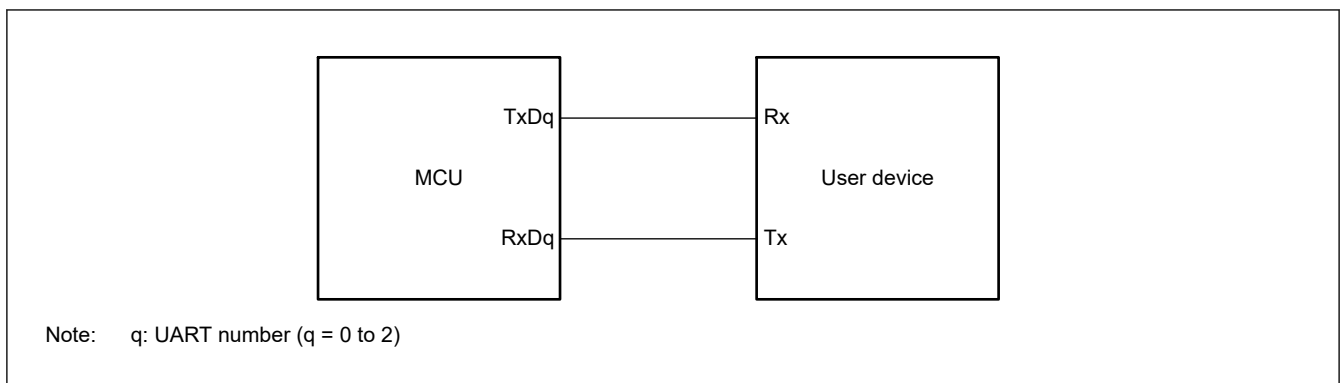 TxDq
Rx
MCU
User device
RxDq
Tx
Note: q: UART number (q = 0 to 2)